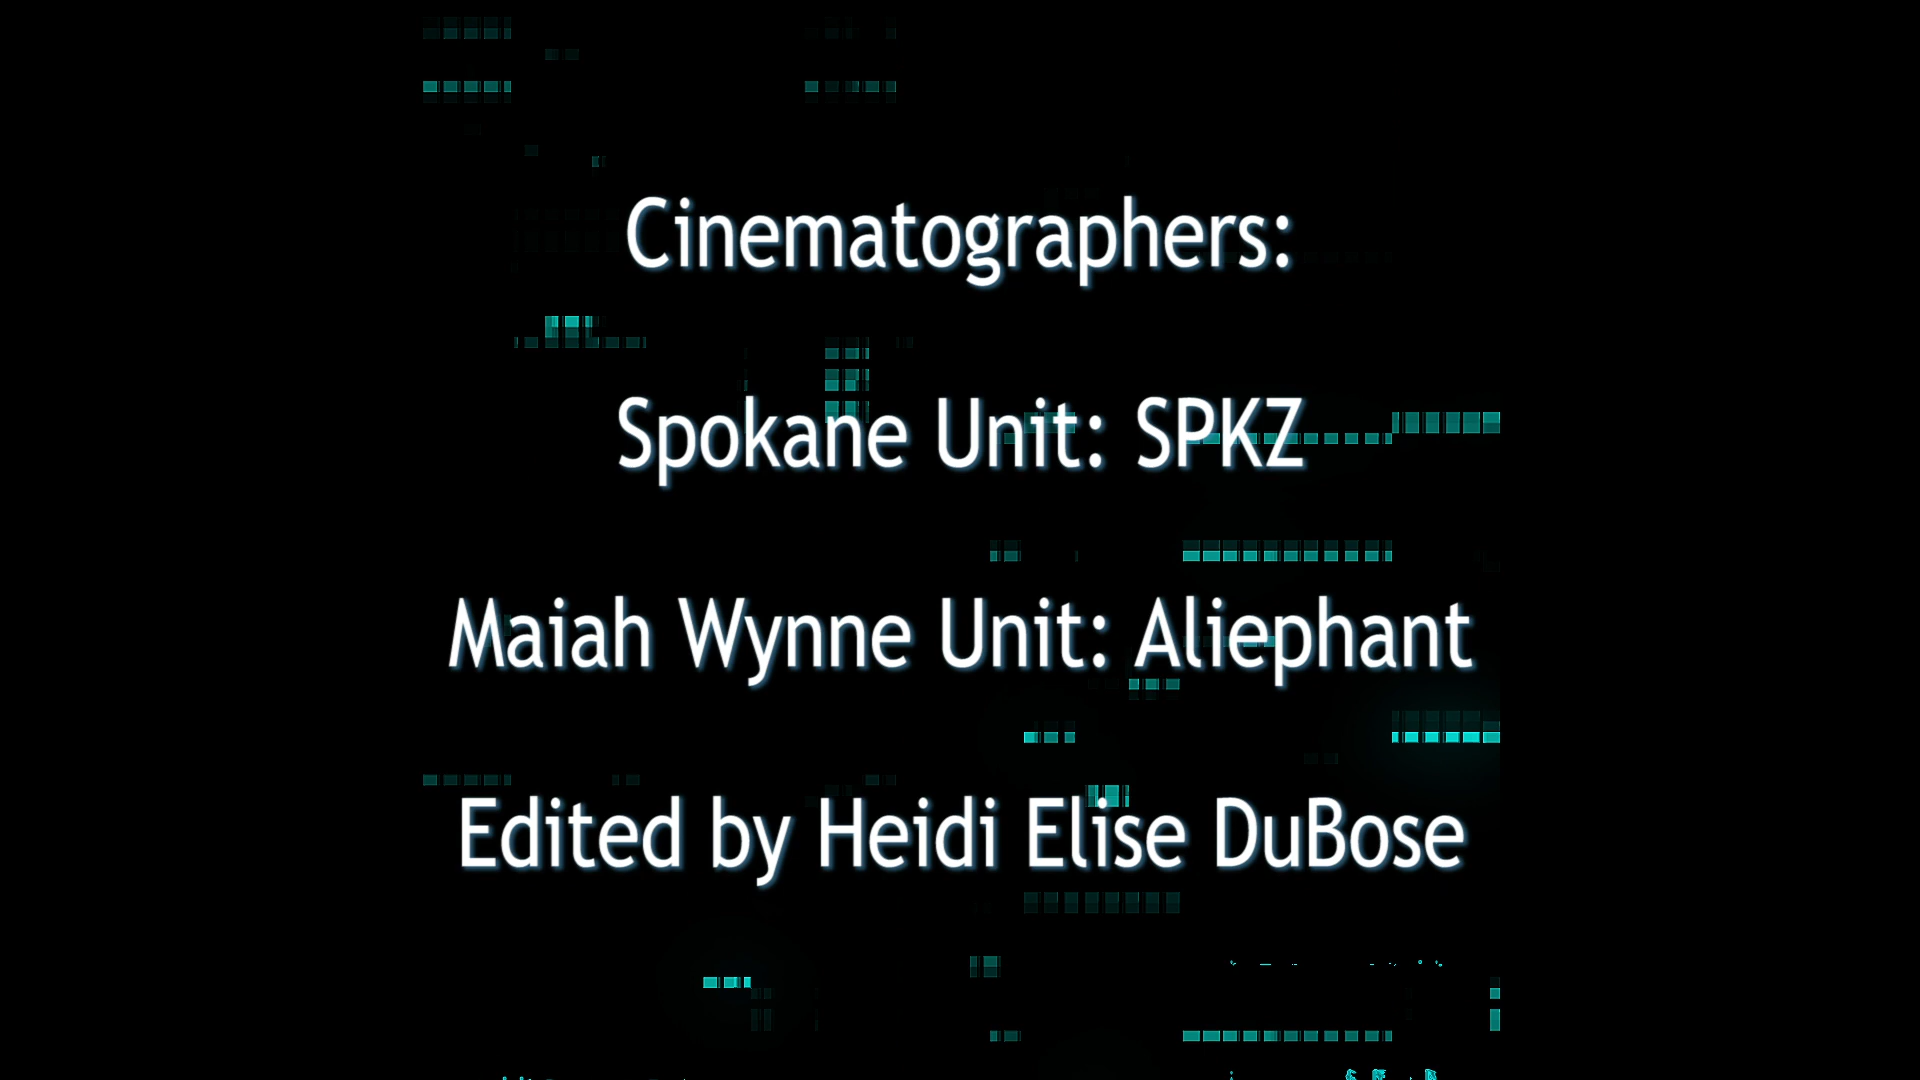 Cinematographers:
Spokane Unit: SPKZ
Maiah Wynne Unit: Aliephant
Edited by Heidi Elise DuBose